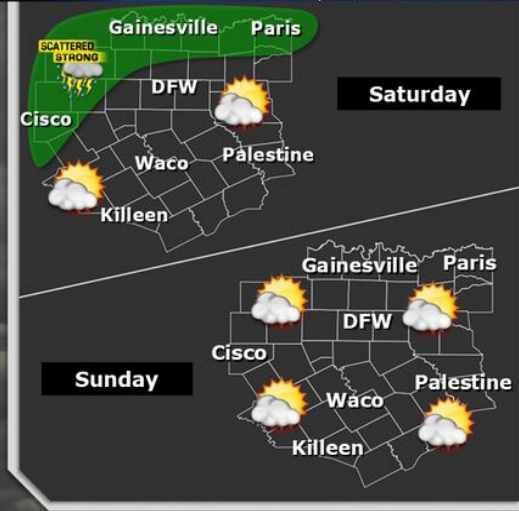 Gainesville Paris
SCATTERED
STRONG
DFW
Saturday
Cisco
Waco Palestine
Killeen
Gainesville Paris
DFW
Cisco
Sunday
Palestine
Waco
Killeen